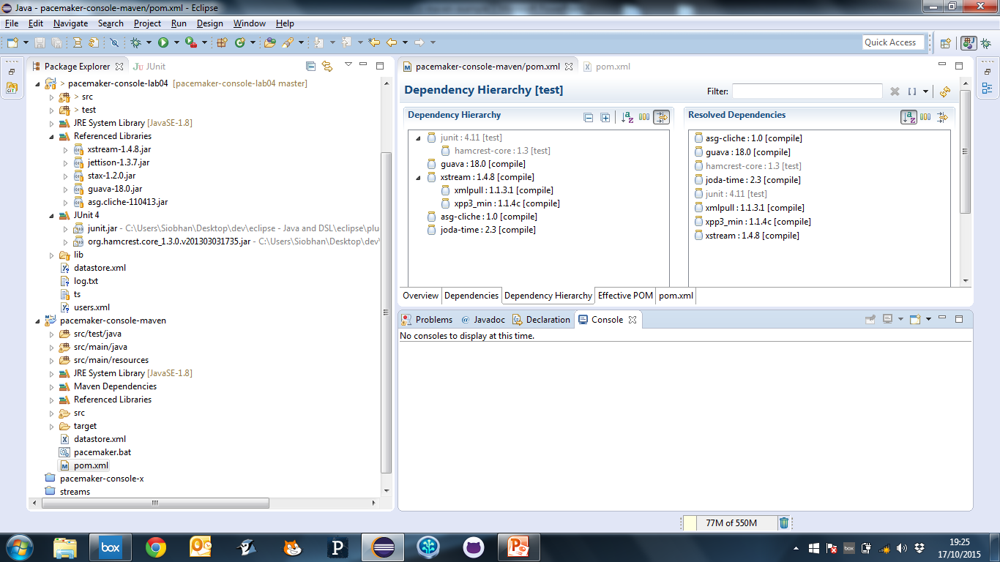 Java - pacemaker-console-maven/pom.xml - Eclipse
File Edit Navigate Search Project Run Design Window Help
Quick Access
Package Explorer
JUnit
> pacemaker-console-lab04 [pacemaker-console-lab04 master]
> src
> test
JRE System Library [JavaSE-1.8]
Referenced Libraries
xstream-1.4.8.jar
jettison-1.3.7.jar
stax-1.2.0.jar
guava-18.0.jar
asg.cliche-110413.jar
JUnit 4
junit.jar - C:\Users\Siobhan\Desktop\dev\eclipse - Java and DSL\eclipse\plu
org.hamcrest.core_1.3.0.v201303031735.jar - C:\Users\Siobhan\Desktop\dev\
lib
datastore.xml
log.txt
ts
users.xml
pacemaker-console-maven
src/test/java
src/main/java
src/main/resources
JRE System Library [JavaSE-1.8]
Maven Dependencies
Referenced Libraries
src
target
datastore.xml
pacemaker.bat
pom.xml
pacemaker-console-x
streams
pacemaker-console-maven/pom.xml
pom.xml
Dependency Hierarchy [test]
Filter:
Dependency Hierarchy
junit : 4.11 [test]
hamcrest-core : 1.3 [test]
guava : 18.0 [compile]
xstream : 1.4.8 [compile]
xmlpull : 1.1.3.1 [compile]
xpp3_min : 1.1.4c [compile]
asg-cliche : 1.0 [compile]
joda-time : 2.3 [compile]
Resolved Dependencies
asg-cliche : 1.0 [compile]
guava : 18.0 [compile]
hamcrest-core : 1.3 [test]
joda-time : 2.3 [compile]
junit : 4.11 [test]
xmlpull : 1.1.3.1 [compile]
xpp3_min : 1.1.4c [compile]
xstream : 1.4.8 [compile]
Overview Dependencies Dependency Hierarchy Effective POM pom.xml
Problems @ Javadoc Declaration Console
No consoles to display at this time.
77M of 550M
box
19:25
17/10/2015